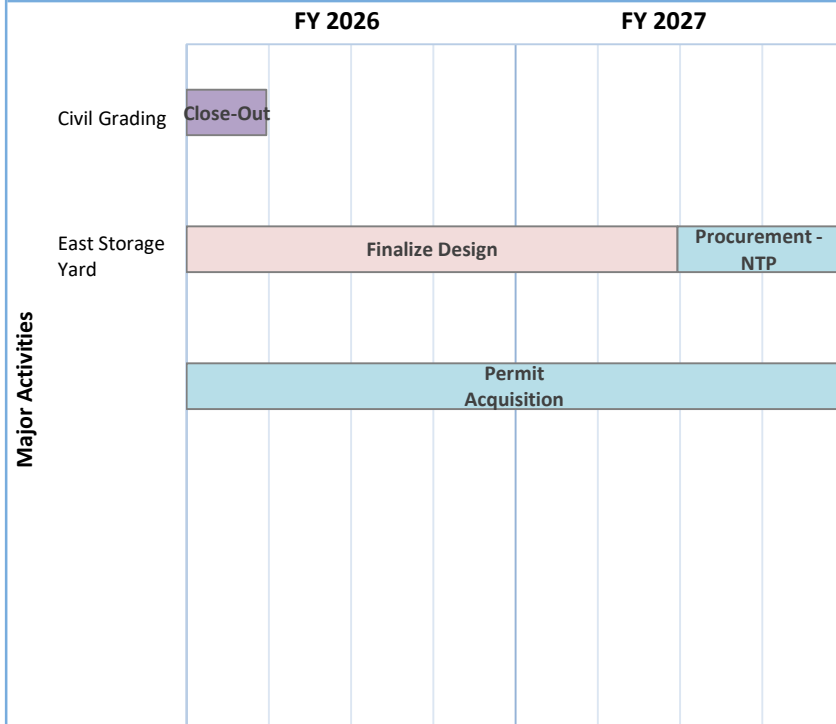 FY 2026
FY 2027
Civil Grading
Close-Out
East Storage
Yard
Finalize Design
Procurement -
NTP
Permit
Acquisition
Major Activities